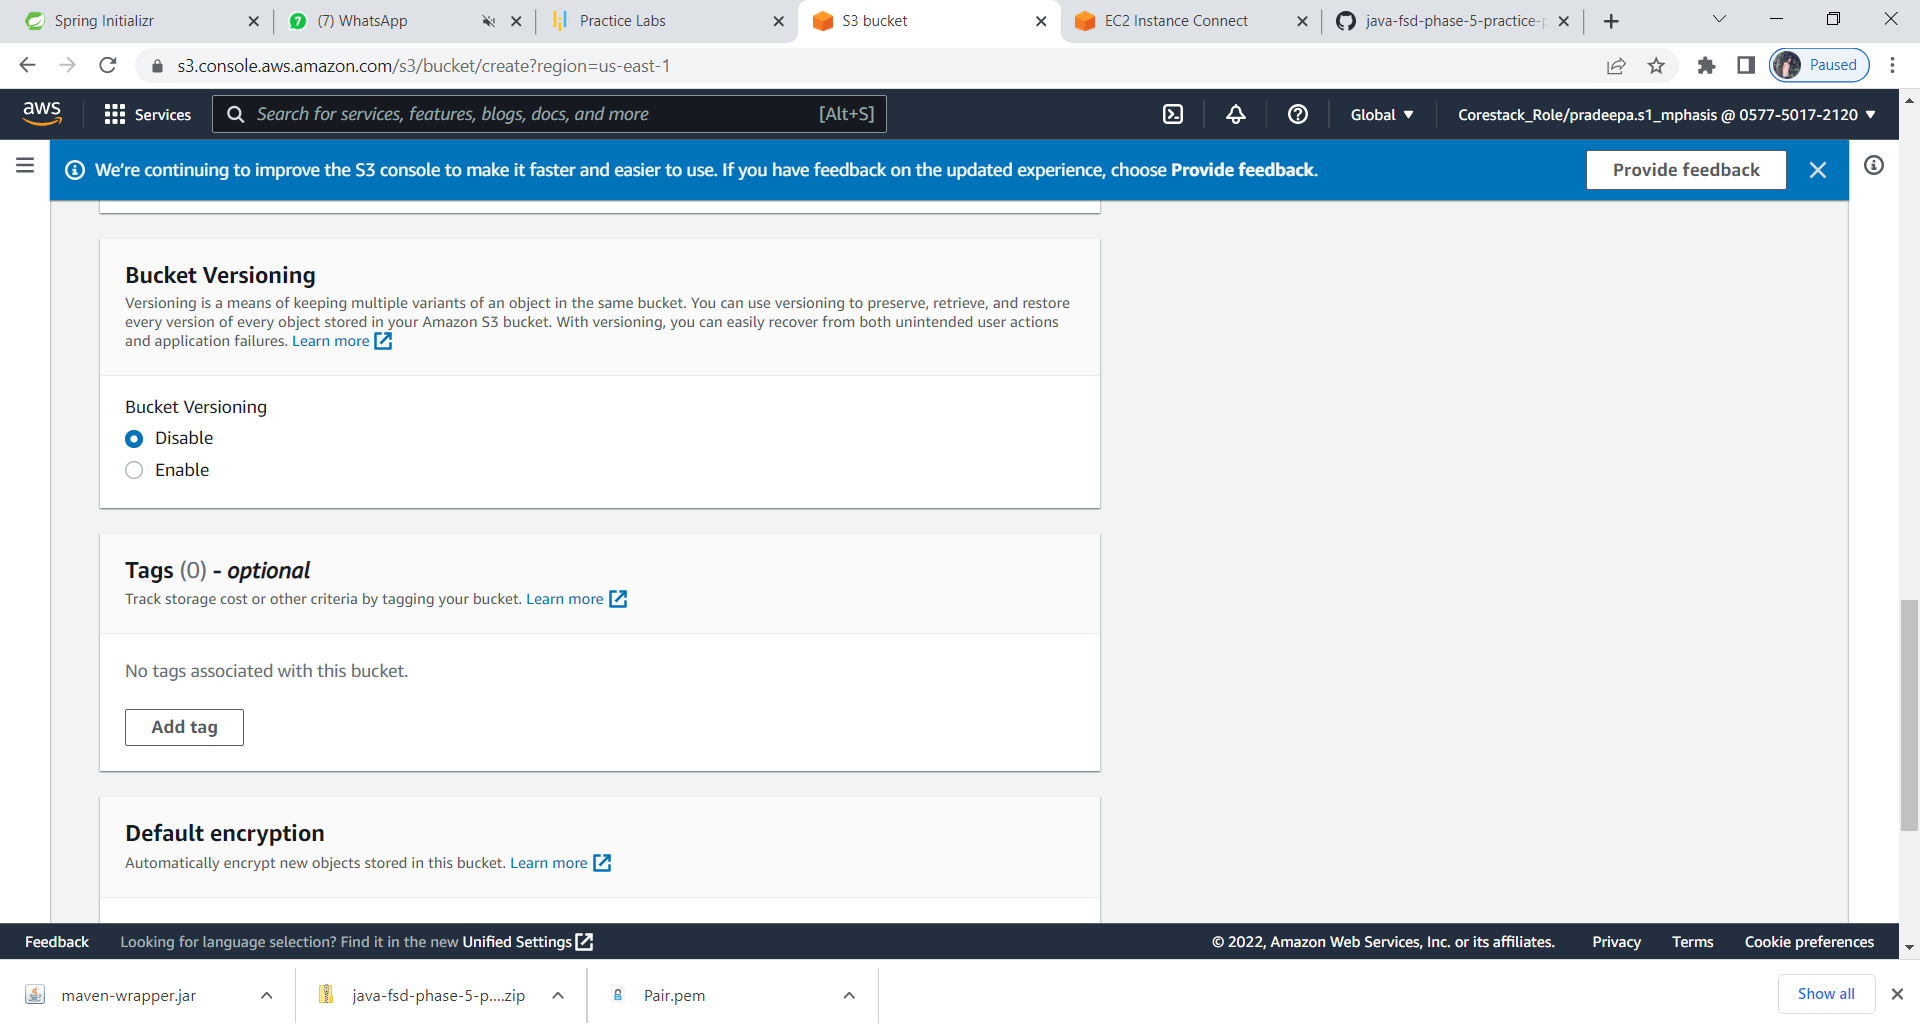 Spring Initializr
(7) WhatsApp
Practice Labs
S3 bucket
EC2 Instance Connect
java-fsd-phase-5-practice-p
s3.console.aws.amazon.com/s3/bucket/create?region=us-east-1
Paused
aws
Services
Search for services, features, blogs, docs, and more
[Alt+S]
Global
Corestack_Role/pradeepa.s1_mphasis @ 0577-5017-2120
We're continuing to improve the S3 console to make it faster and easier to use. If you have feedback on the updated experience, choose Provide feedback.
Provide feedback
Bucket Versioning
Versioning is a means of keeping multiple variants of an object in the same bucket. You can use versioning to preserve, retrieve, and restore
every version of every object stored in your Amazon S3 bucket. With versioning, you can easily recover from both unintended user actions
and application failures. Learn more
Bucket Versioning
Disable
Enable
Tags (0) - optional
Track storage cost or other criteria by tagging your bucket. Learn more
No tags associated with this bucket.
Add tag
Default encryption
Automatically encrypt new objects stored in this bucket. Learn more
Feedback
Looking for language selection? Find it in the new Unified Settings
© 2022, Amazon Web Services, Inc. or its affiliates.
Privacy
Terms
Cookie preferences
maven-wrapper.jar
java-fsd-phase-5-p....zip
Pair.pem
Show all